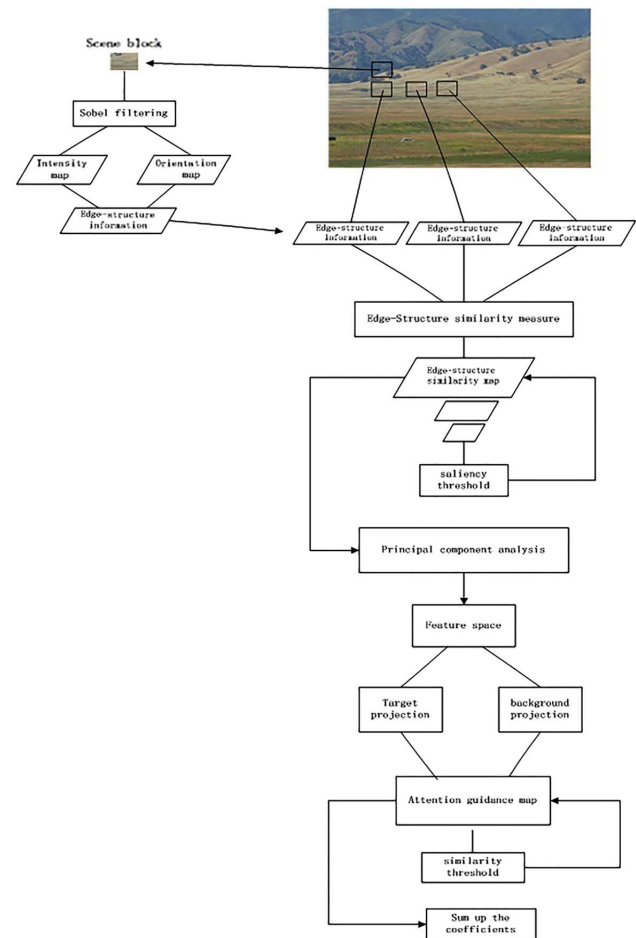 Scene block
Sobel filtering
Intensity
map
Orientation
map
Edge-structure
information
Edge-structure
information
Edge-structure
information
Edge-structure
information
Edge-Structure similarity measure
Edge-structure
similarity map
saliency
threshold
Principal component analysis
Feature space
Target
projection
background
projection
Attention guidance map
similarity
threshold
Sum up the
coefficients